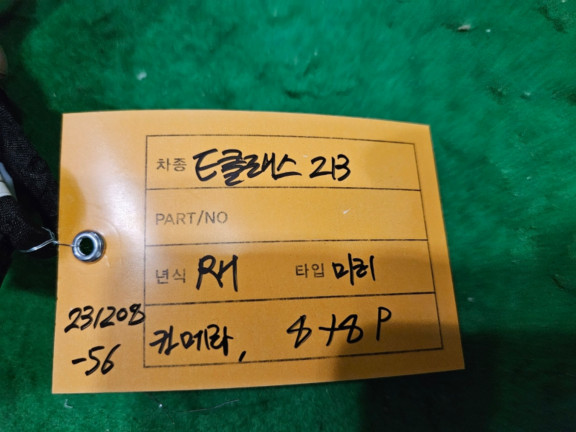 차종 E클래스 213
PART/NO
년식 RH 타입 미러
카메라, 8+8P
231208
-56